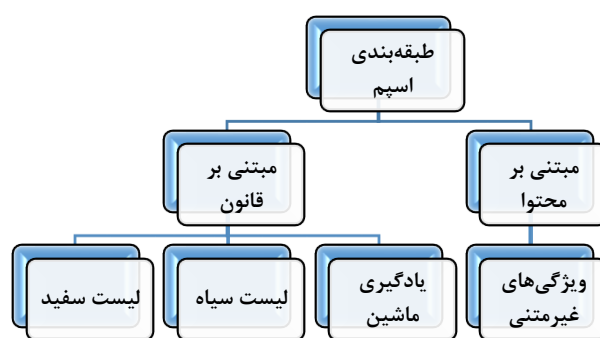 طبقه‌بندی
اسپم
مبتنی بر
محتوا
مبتنی بر
قانون
ویژگی‌های
غیرمتنی
یادگیری
ماشین
لیست سیاه
لیست سفید